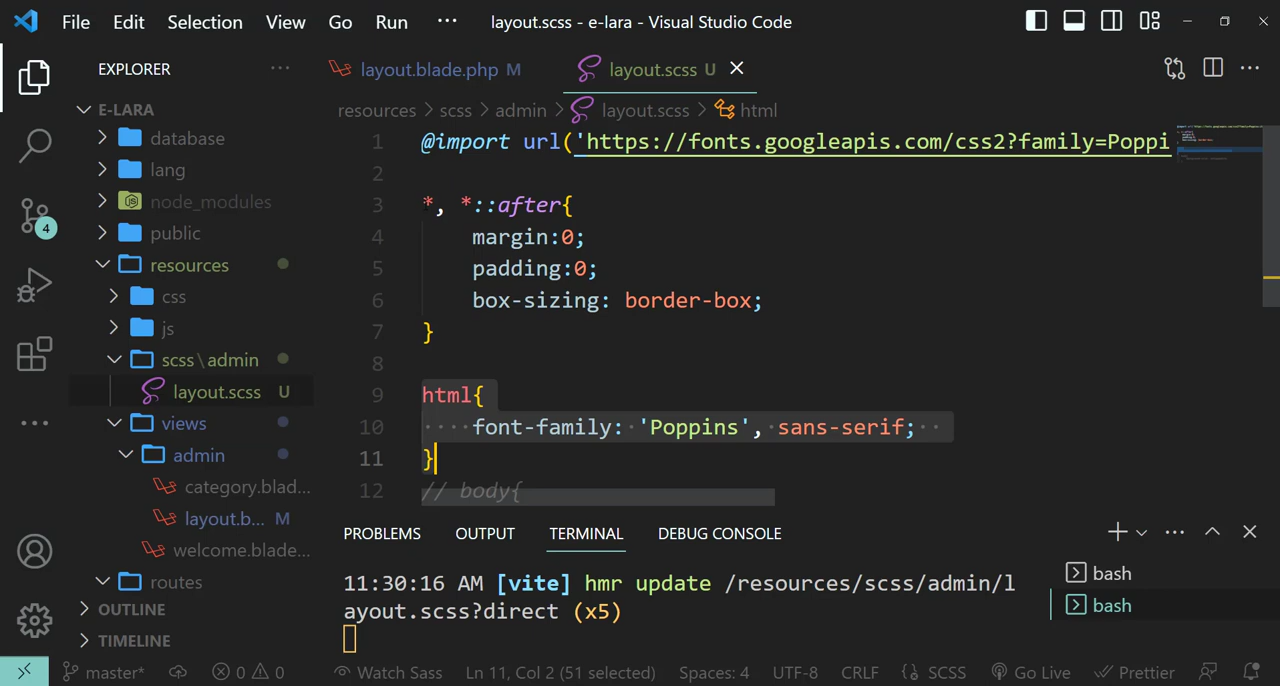 File Edit Selection View Go Run ··· layout.scss - e-lara - Visual Studio Code
EXPLORER ···
layout.blade.php M
layout.scss U
resources > scss > admin > layout.scss > html
E-LARA
database
lang
node_modules
public
resources
css
js
scss\admin
layout.scss U
views
admin
category.blad...
layout.b... M
welcome.blade...
routes
OUTLINE
TIMELINE
4
1 @import url('https://fonts.googleapis.com/css2?family=Poppi
2
3 *, *::after{
4 margin:0;
5 padding:0;
6 box-sizing: border-box;
7 }
8
9 html{
10 ····font-family:·'Poppins',·sans-serif;··
11 }
12 // body{
PROBLEMS OUTPUT TERMINAL DEBUG CONSOLE
11:30:16 AM [vite] hmr update /resources/scss/admin/l
ayout.scss?direct (x5)
bash
bash
master* 0 0 Watch Sass Ln 11, Col 2 (51 selected) Spaces: 4 UTF-8 CRLF {} SCSS Go Live Prettier